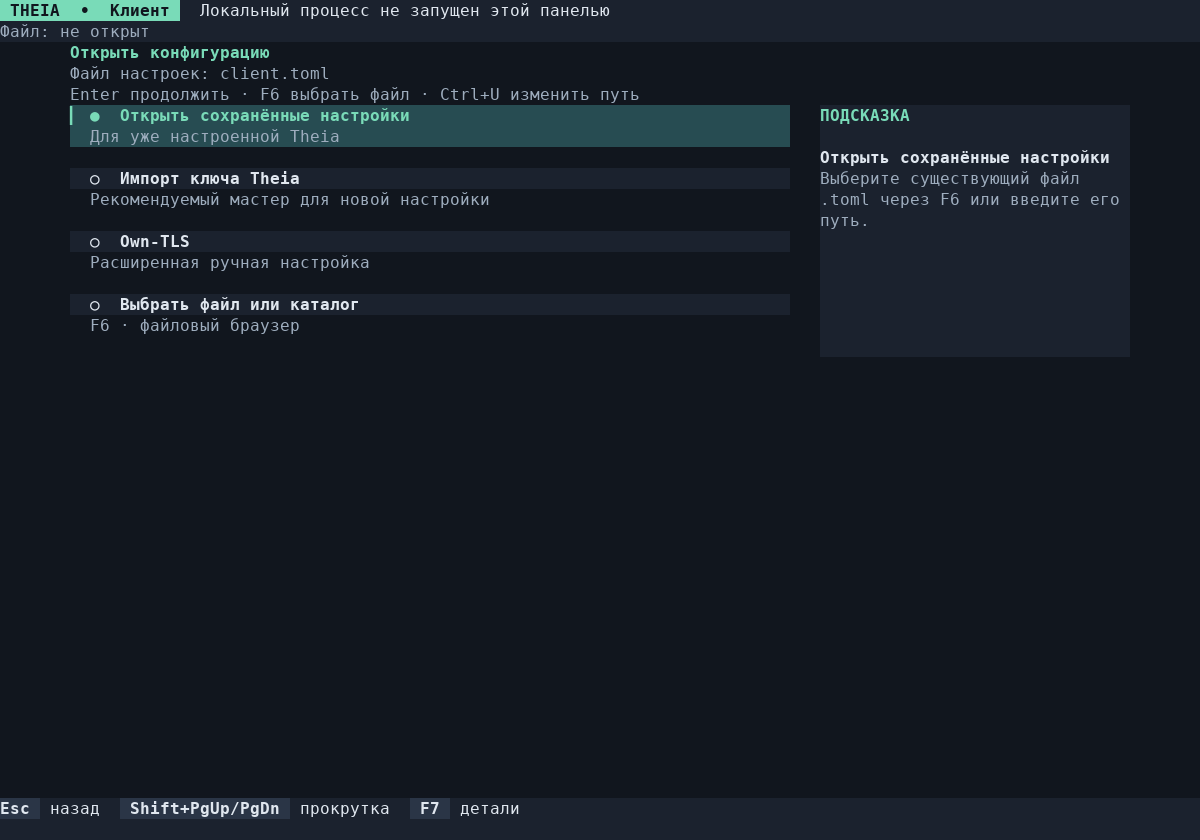 THEIA • Клиент Локальный процесс не запущен этой панелью
Файл: не открыт
Открыть конфигурацию
Файл настроек: client.toml
Enter продолжить · F6 выбрать файл · Ctrl+U изменить путь
● Открыть сохранённые настройки
Для уже настроенной Theia
○ Импорт ключа Theia
Рекомендуемый мастер для новой настройки
○ Own-TLS
Расширенная ручная настройка
○ Выбрать файл или каталог
F6 · файловый браузер
ПОДСКАЗКА
Открыть сохранённые настройки
Выберите существующий файл
.toml через F6 или введите его
путь.
Esc назад Shift+PgUp/PgDn прокрутка F7 детали